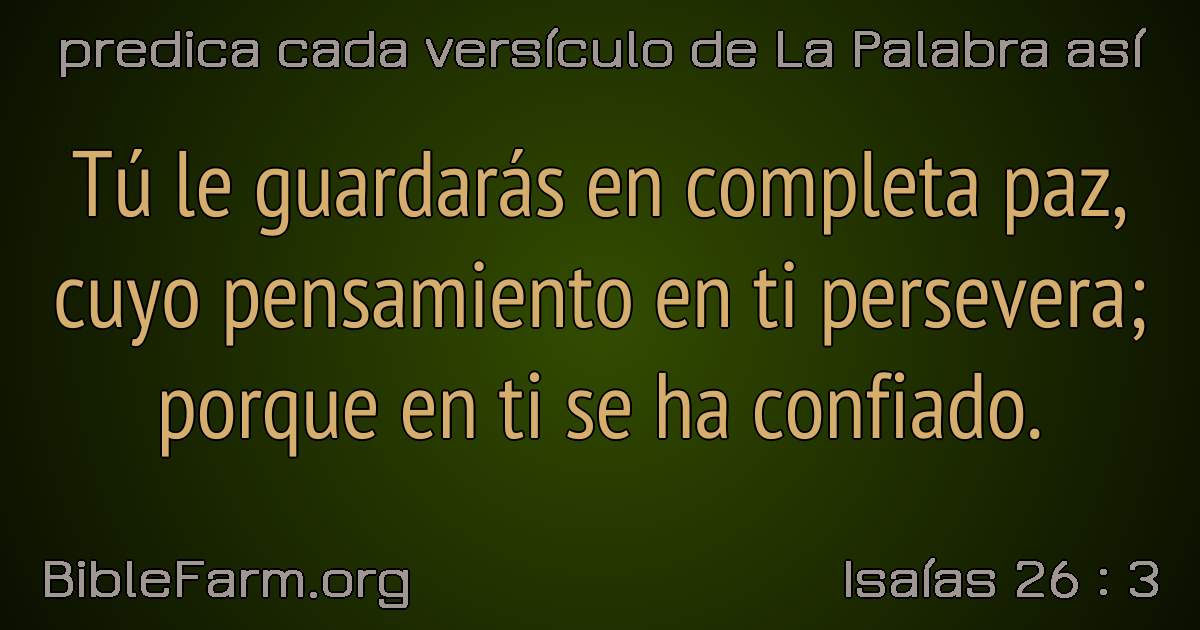 predica cada versículo de La Palabra así
Tú le guardarás en completa paz,
cuyo pensamiento en ti persevera;
porque en ti se ha confiado.
BibleFarm.org
Isaías 26 : 3